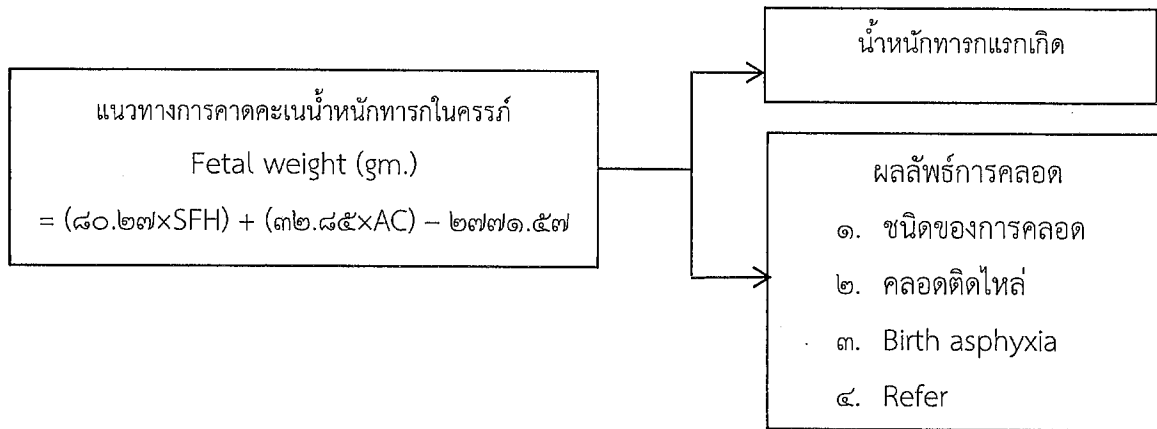 แนวทางการคาดคะเนน้ำหนักทารกในครรภ์
Fetal weight (gm.)
= (๘๐.๒๗×SFH) + (๓๒.๘๕×AC) – ๒๗๗๑.๕๗
น้ำหนักทารกแรกเกิด
ผลลัพธ์การคลอด
๑. ชนิดของการคลอด
๒. คลอดติดไหล่
๓. Birth asphyxia
๔. Refer